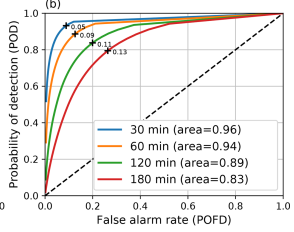 (b)
Probability of detection (POD)
1.0
0.8
0.6
0.4
0.2
0.0
0.05
0.09
0.11
0.13
30 min (area=0.96)
60 min (area=0.94)
120 min (area=0.89)
180 min (area=0.83)
0
0.0 0.2 0.4 0.6 0.8 1.0
False alarm rate (POFD)